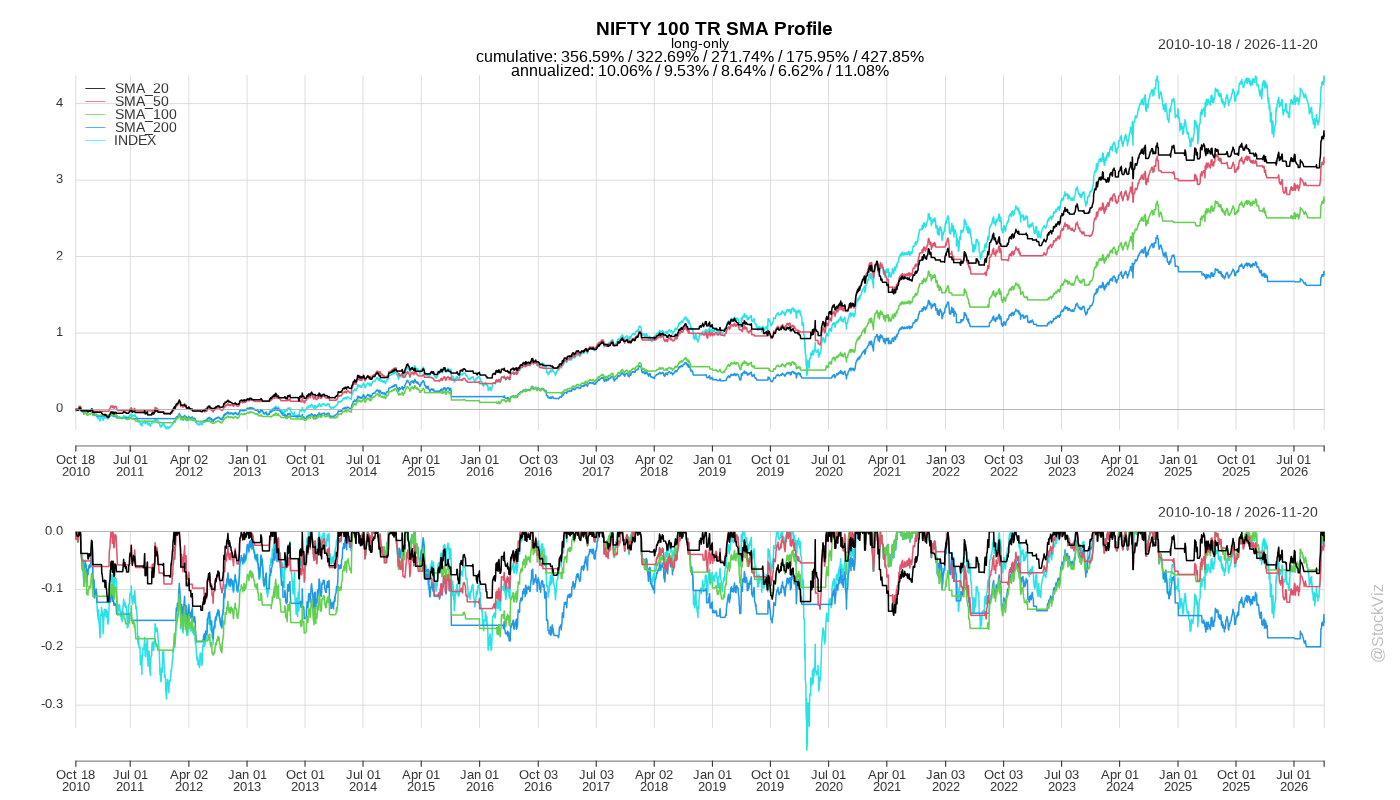 NIFTY 100 TR SMA Profile
long-only
cumulative: 356.59% / 322.69% / 271.74% / 175.95% / 427.85%
annualized: 10.06% / 9.53% / 8.64% / 6.62% / 11.08%
2010-10-18 / 2026-11-20
SMA_20
SMA_50
SMA_100
SMA_200
INDEX
4
3
2
1
0
Oct 18 Jul 01 Apr 02 Jan 01 Oct 01 Jul 01 Apr 01 Jan 01 Oct 03 Jul 03 Apr 02 Jan 01 Oct 01 Jul 01 Apr 01 Jan 03 Oct 03 Jul 03 Apr 01 Jan 01 Oct 01 Jul 01
2010 2011 2012 2013 2013 2014 2015 2016 2016 2017 2018 2019 2019 2020 2021 2022 2022 2023 2024 2025 2025 2026
2010-10-18 / 2026-11-20
0.0
-0.1
-0.2
-0.3
Oct 18 Jul 01 Apr 02 Jan 01 Oct 01 Jul 01 Apr 01 Jan 01 Oct 03 Jul 03 Apr 02 Jan 01 Oct 01 Jul 01 Apr 01 Jan 03 Oct 03 Jul 03 Apr 01 Jan 01 Oct 01 Jul 01
2010 2011 2012 2013 2013 2014 2015 2016 2016 2017 2018 2019 2019 2020 2021 2022 2022 2023 2024 2025 2025 2026
@StockViz